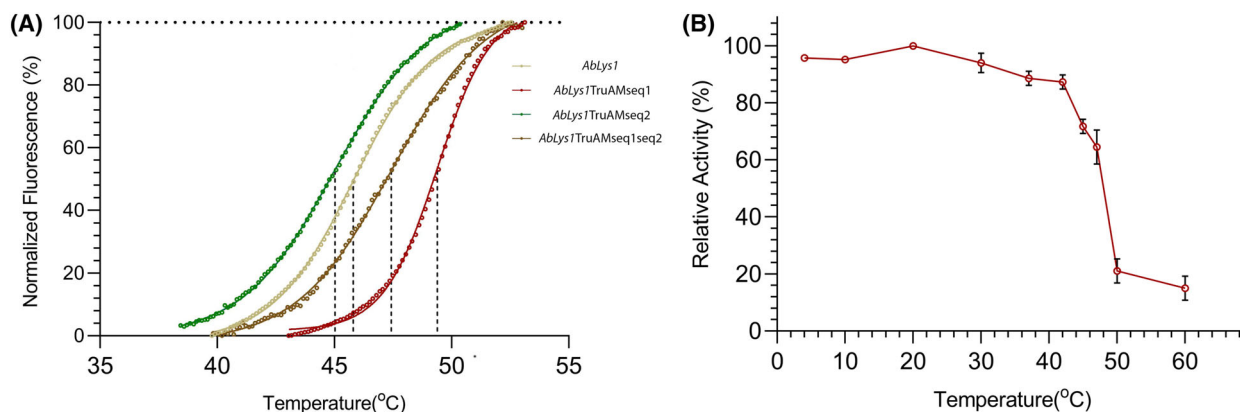 (A)
Normalized Fluorescence (%)
100
80
60
40
20
0
35
40
45
50
55
Temperature(°C)
AbLys1
AbLys1TruAMseq1
AbLys1TruAMseq2
AbLys1TruAMseq1seq2
(B)
Relative Activity (%)
100
80
60
40
20
0
0
10
20
30
40
50
60
Temperature(°C)